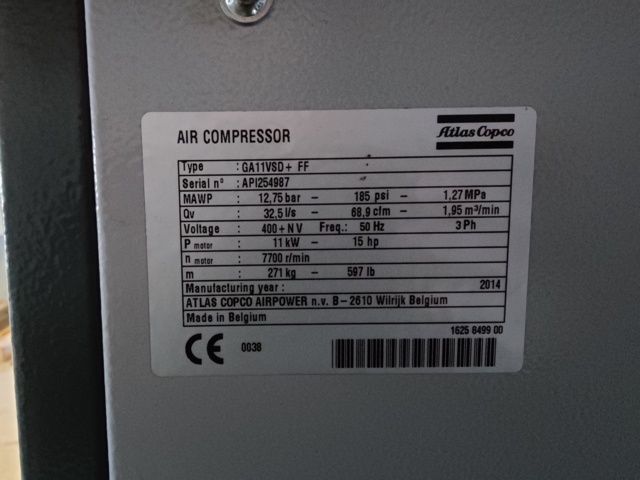 AIR COMPRESSOR
Atlas Copco
Type : GA11VSD+ FF
Serial n° : API254987
MAWP : 12,75 bar – 185 psi – 1,27 MPa
Qv : 32,5 l/s – 68,9 cfm – 1,95 m³/min
Voltage : 400+N V Freq.: 50 Hz 3 Ph
P motor : 11 kW – 15 hp
n motor : 7700 r/min
m : 271 kg – 597 lb
Manufacturing year : 2014
ATLAS COPCO AIRPOWER n.v. B–2610 Wilrijk Belgium
Made in Belgium
CE 0038
1625 8499 00